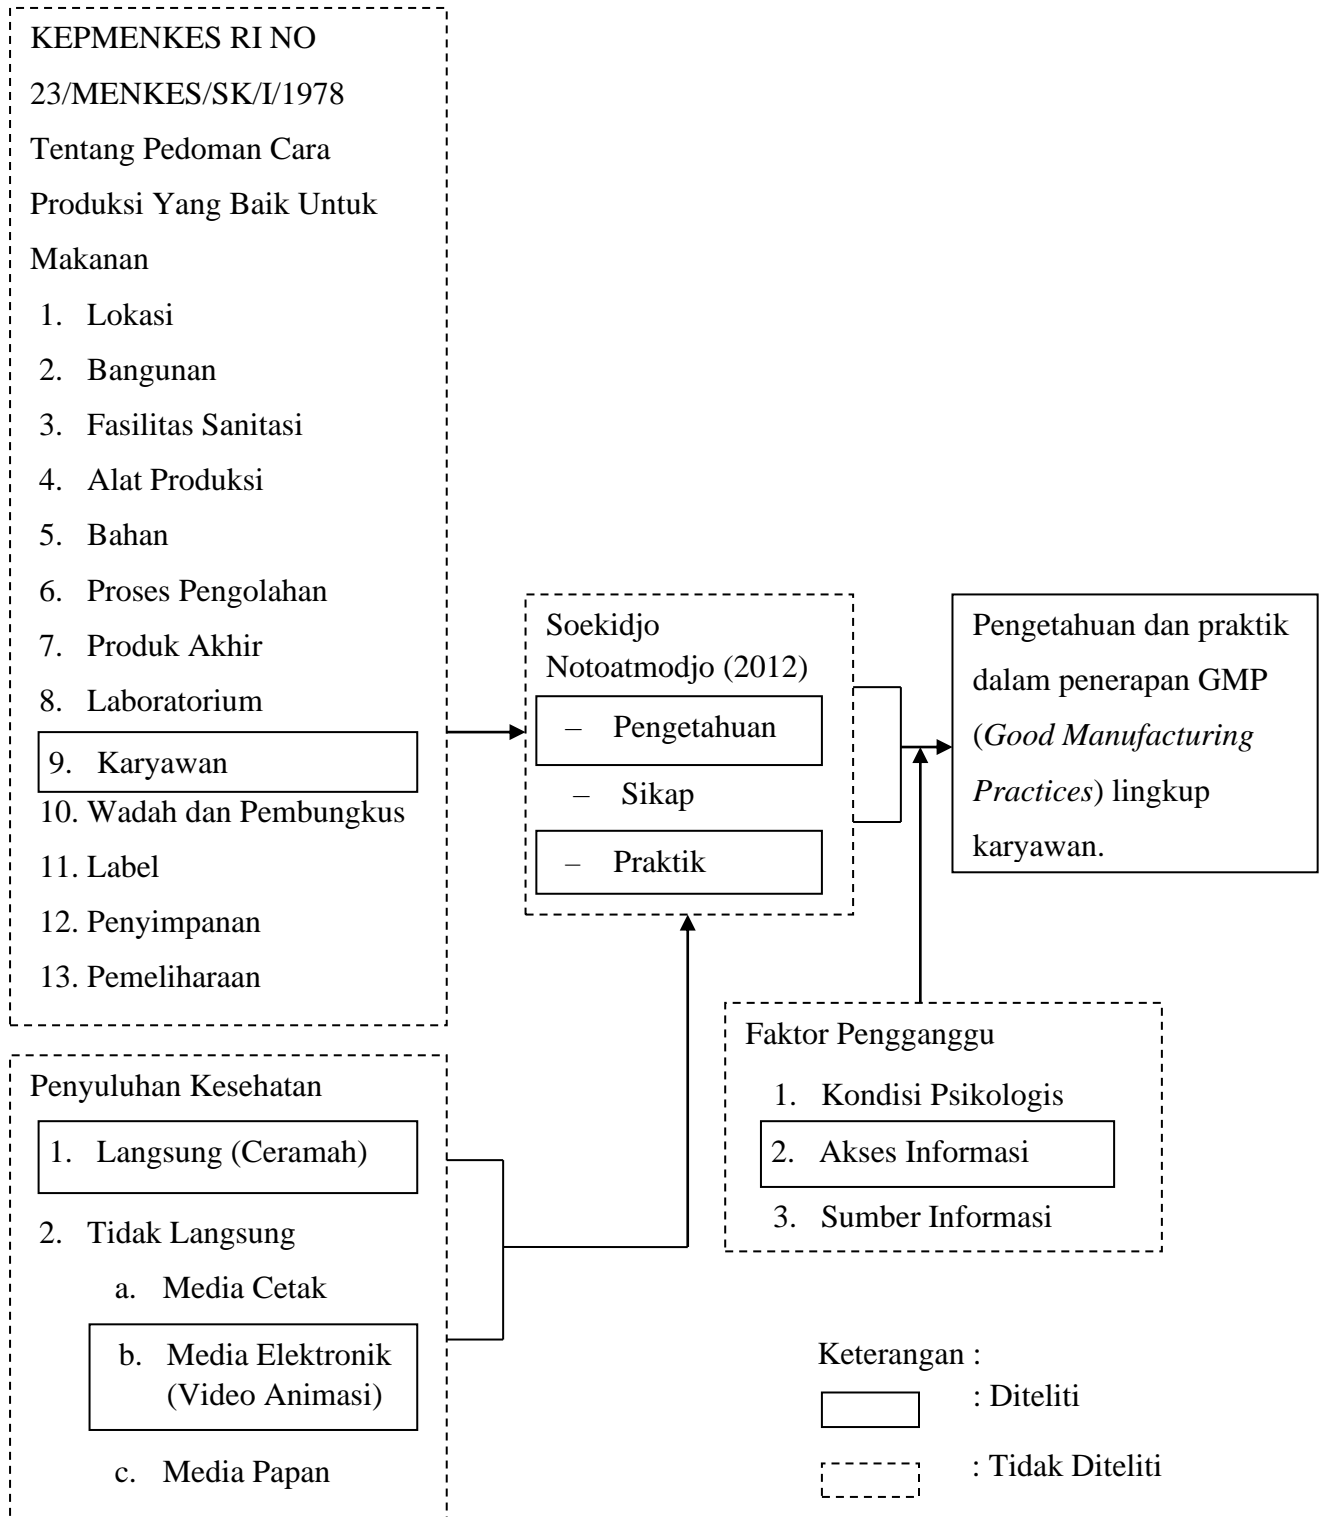 KEPMENKES RI NO
23/MENKES/SK/I/1978
Tentang Pedoman Cara
Produksi Yang Baik Untuk
Makanan
1. Lokasi
2. Bangunan
3. Fasilitas Sanitasi
4. Alat Produksi
5. Bahan
6. Proses Pengolahan
7. Produk Akhir
8. Laboratorium
9. Karyawan
10. Wadah dan Pembungkus
11. Label
12. Penyimpanan
13. Pemeliharaan
Soekidjo
Notoatmodjo (2012)
– Pengetahuan
– Sikap
– Praktik
Pengetahuan dan praktik
dalam penerapan GMP
(Good Manufacturing
Practices) lingkup
karyawan.
Penyuluhan Kesehatan
1. Langsung (Ceramah)
2. Tidak Langsung
a. Media Cetak
b. Media Elektronik
(Video Animasi)
c. Media Papan
Faktor Pengganggu
1. Kondisi Psikologis
2. Akses Informasi
3. Sumber Informasi
Keterangan :
: Diteliti
: Tidak Diteliti